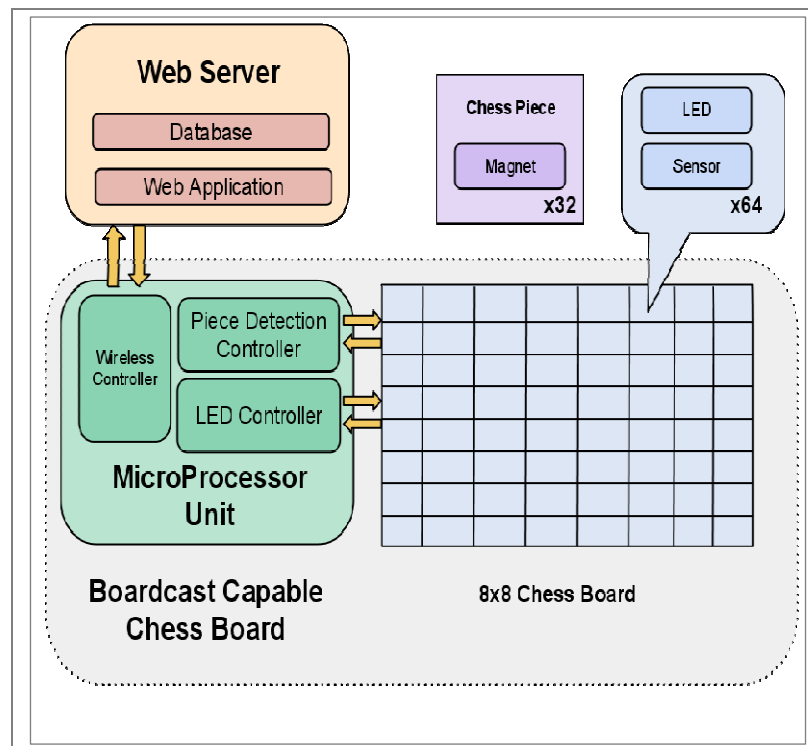 Web Server
Database
Web Application
Chess Piece
Magnet
x32
LED
Sensor
x64
Wireless
Controller
Piece Detection
Controller
LED Controller
MicroProcessor
Unit
Boardcast Capable
Chess Board
8x8 Chess Board